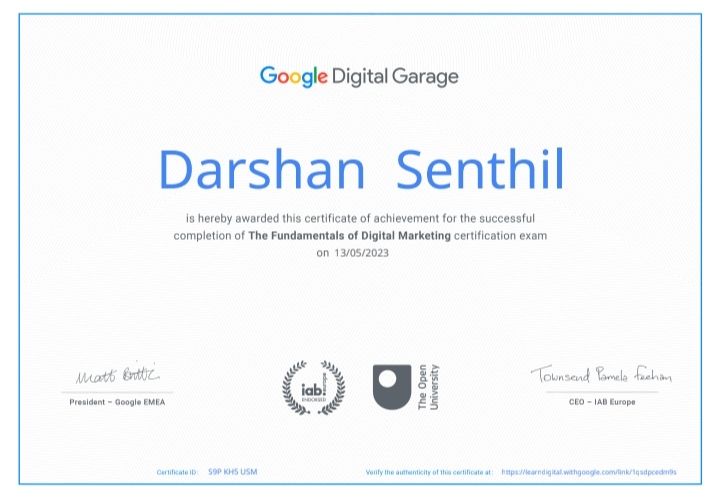 Google Digital Garage
Darshan Senthil
is hereby awarded this certificate of achievement for the successful
completion of The Fundamentals of Digital Marketing certification exam
on 13/05/2023
Matt Brittin
Townsend Pamela Feehan
President – Google EMEA
iab: europe
ENDORSED
The Open
University
CEO – IAB Europe
Certificate ID: S9P KH5 USM
Verify the authenticity of this certificate at: https://learndigital.withgoogle.com/link/1qsdpcedm9s